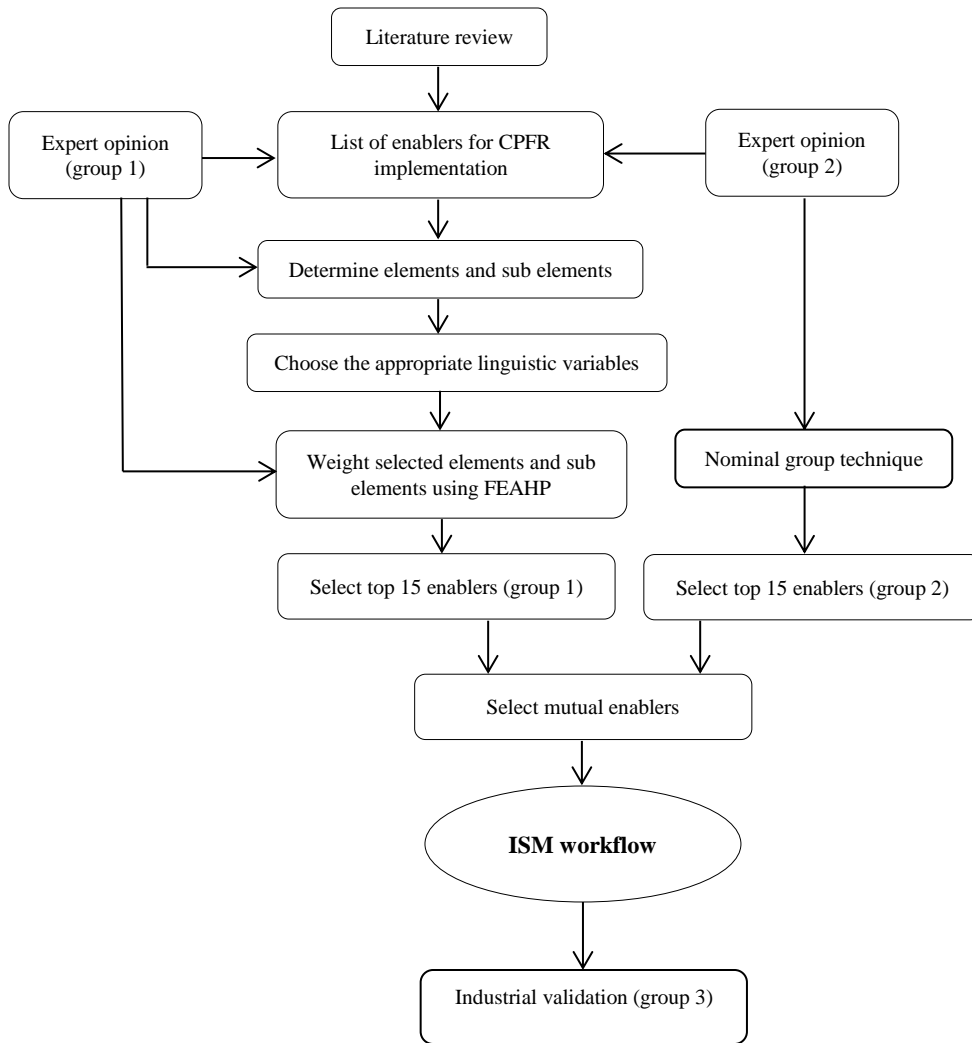 Literature review
Expert opinion
(group 1)
List of enablers for CPFR
implementation
Expert opinion
(group 2)
Determine elements and sub elements
Choose the appropriate linguistic variables
Weight selected elements and sub
elements using FEAHP
Nominal group technique
Select top 15 enablers (group 1)
Select top 15 enablers (group 2)
Select mutual enablers
ISM workflow
Industrial validation (group 3)